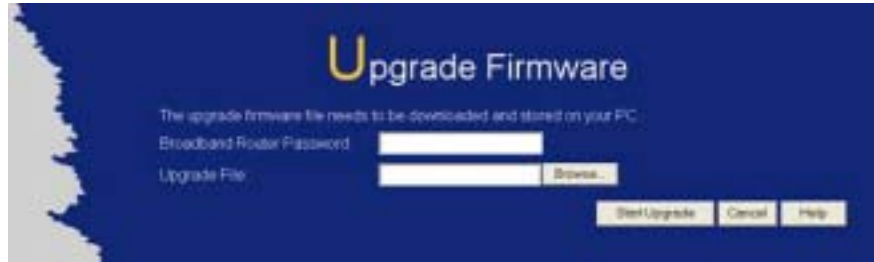 Upgrade Firmware
The upgrade firmware file needs to be downloaded and stored on your PC
Broadband Router Password
Upgrade File
Browse...
Start Upgrade Cancel Help